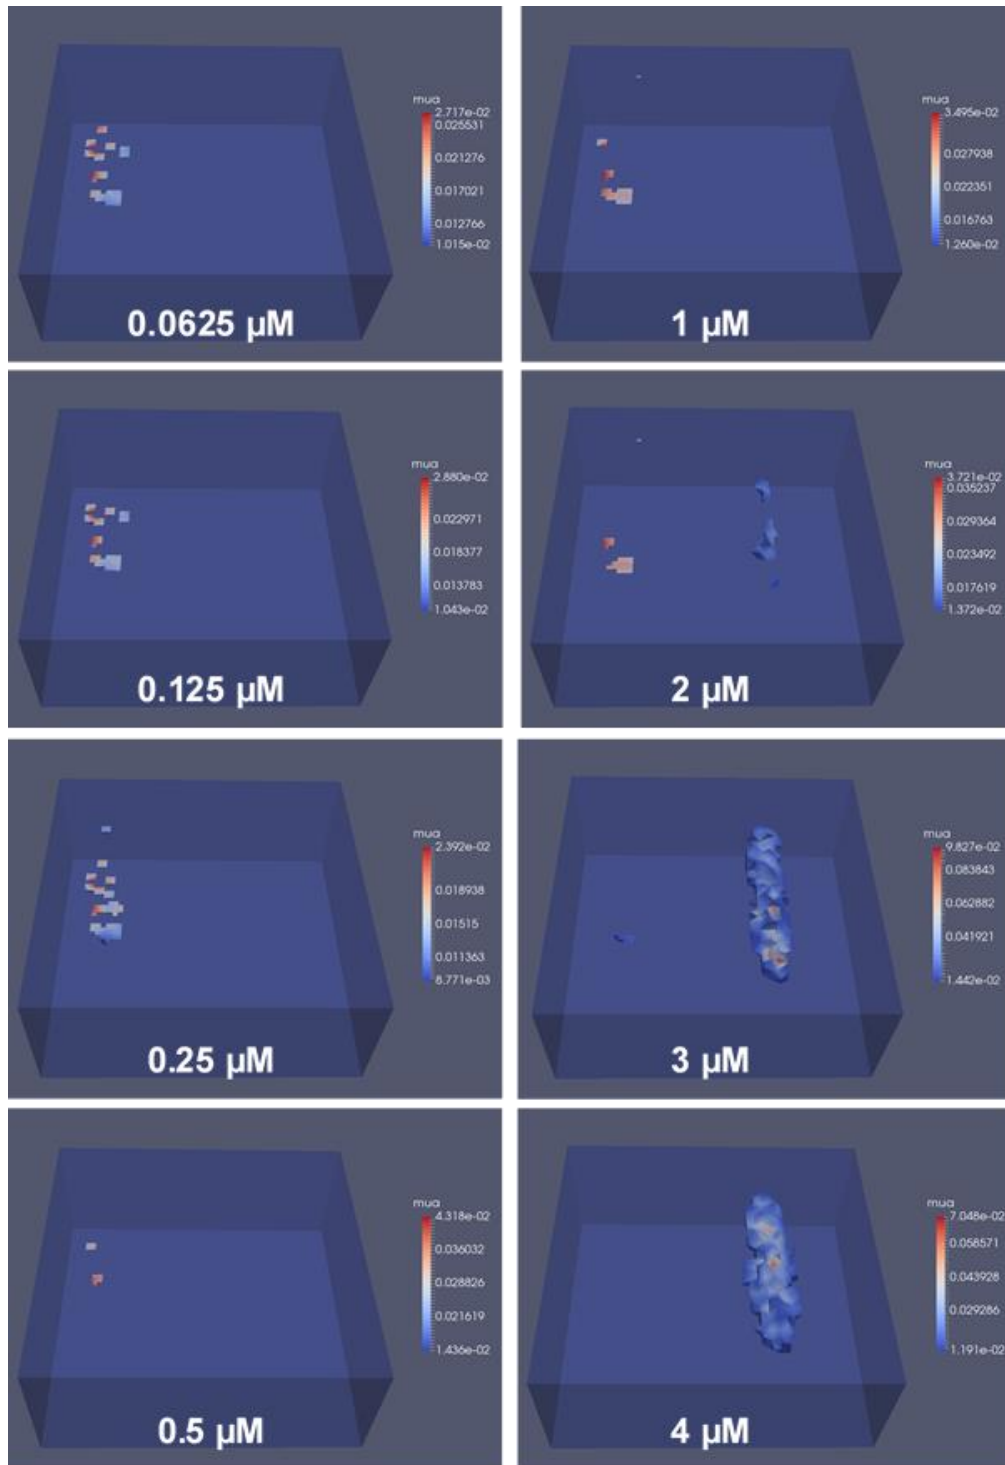 mua
2.717e-02
0.025531
0.021276
0.017021
0.012766
1.015e-02
0.0625 µM
mua
3.495e-02
0.027938
0.022351
0.016763
1.260e-02
1 µM
mua
2.880e-02
0.022971
0.018377
0.013783
1.043e-02
0.125 µM
mua
3.721e-02
0.035237
0.029364
0.023492
0.017619
1.372e-02
2 µM
mua
2.392e-02
0.018938
0.01515
0.011363
8.771e-03
0.25 µM
mua
9.827e-02
0.083843
0.062882
0.041921
1.442e-02
3 µM
mua
4.318e-02
0.036032
0.028826
0.021619
1.436e-02
0.5 µM
mua
7.048e-02
0.058571
0.043928
0.029286
1.191e-02
4 µM